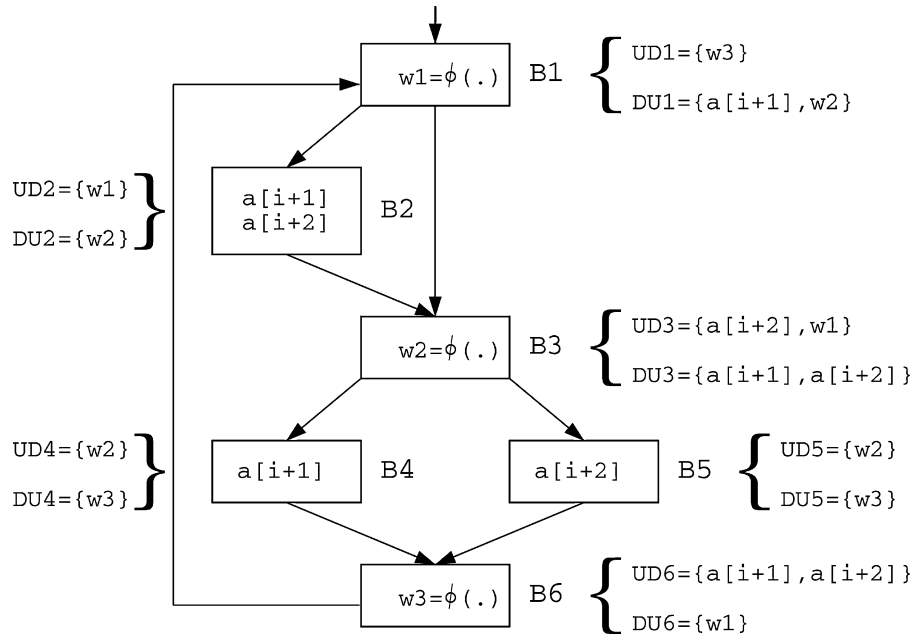 w1=ϕ(.)
B1
UD1={w3}
DU1={a[i+1],w2}
UD2={w1}
DU2={w2}
a[i+1]
a[i+2]
B2
w2=ϕ(.)
B3
UD3={a[i+2],w1}
DU3={a[i+1],a[i+2]}
UD4={w2}
DU4={w3}
a[i+1]
B4
a[i+2]
B5
UD5={w2}
DU5={w3}
w3=ϕ(.)
B6
UD6={a[i+1],a[i+2]}
DU6={w1}